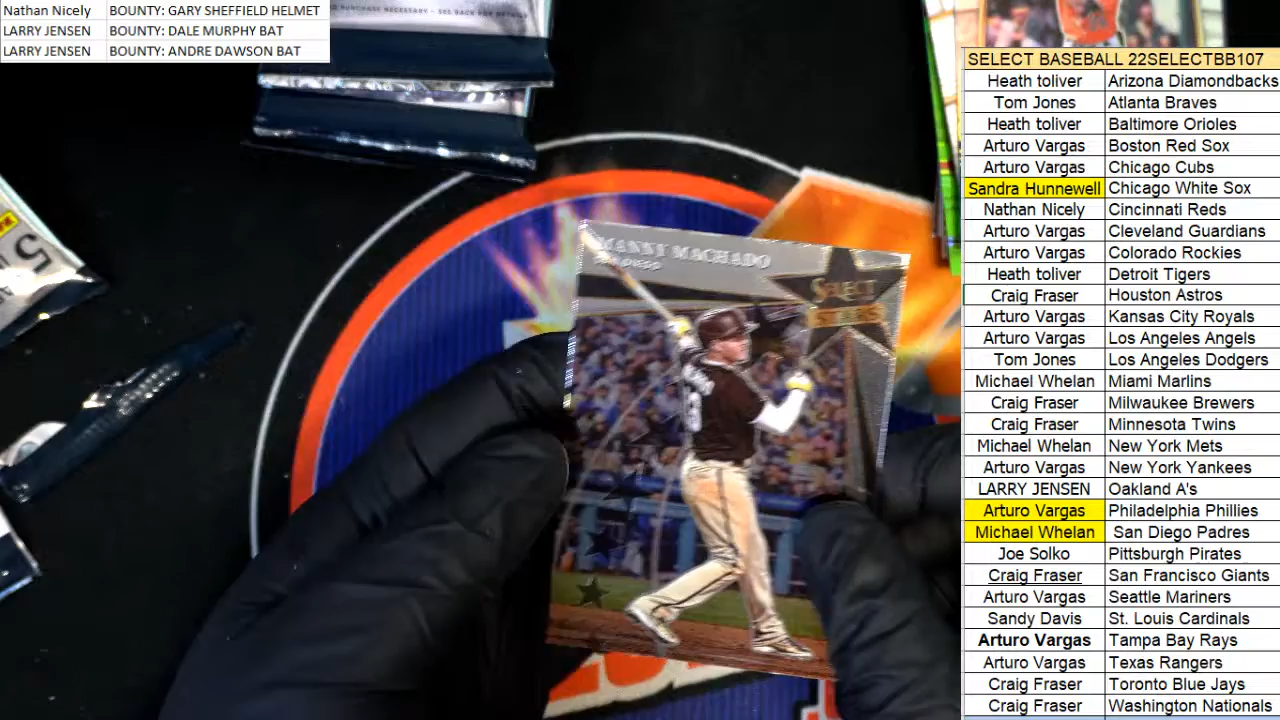 Nathan Nicely BOUNTY: GARY SHEFFIELD HELMET
LARRY JENSEN BOUNTY: DALE MURPHY BAT
LARRY JENSEN BOUNTY: ANDRE DAWSON BAT
SELECT BASEBALL 22SELECTBB107
Heath toliver Arizona Diamondbacks
Tom Jones Atlanta Braves
Heath toliver Baltimore Orioles
Arturo Vargas Boston Red Sox
Arturo Vargas Chicago Cubs
Sandra Hunnewell Chicago White Sox
Nathan Nicely Cincinnati Reds
Arturo Vargas Cleveland Guardians
Arturo Vargas Colorado Rockies
Heath toliver Detroit Tigers
Craig Fraser Houston Astros
Arturo Vargas Kansas City Royals
Arturo Vargas Los Angeles Angels
Tom Jones Los Angeles Dodgers
Michael Whelan Miami Marlins
Craig Fraser Milwaukee Brewers
Craig Fraser Minnesota Twins
Michael Whelan New York Mets
Arturo Vargas New York Yankees
LARRY JENSEN Oakland A's
Arturo Vargas Philadelphia Phillies
Michael Whelan San Diego Padres
Joe Solko Pittsburgh Pirates
Craig Fraser San Francisco Giants
Arturo Vargas Seattle Mariners
Sandy Davis St. Louis Cardinals
Arturo Vargas Tampa Bay Rays
Arturo Vargas Texas Rangers
Craig Fraser Toronto Blue Jays
Craig Fraser Washington Nationals
MANNY MACHADO
SELECT